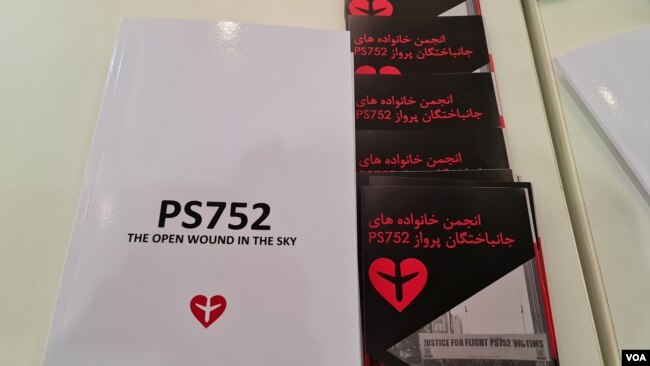 PS752
THE OPEN WOUND IN THE SKY
انجمن خانواده های
جانباختگان پرواز PS752
انجمن خانواده های
جانباختگان پرواز PS752
انجمن خانواده های
انجمن خانواده های
جانباختگان پرواز PS752
JUSTICE FOR FLIGHT PS752 VICTIMS
VOA